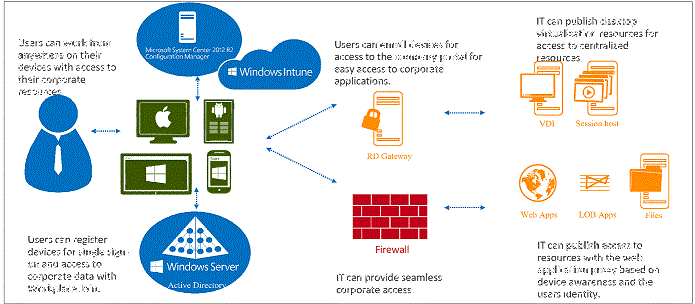 Users can work from
anywhere on their
devices with access to
their corporate
resources.
Microsoft System Center 2012 R2
Configuration Manager
Windows Intune
Users can enroll devices for
access to the company portal for
easy access to corporate
applications.
IT can publish desktop
virtualization resources for
access to centralized
resources.
VDI
Session host
RD Gateway
Web Apps
LOB Apps
Files
Firewall
Users can register
devices for single sign-
on and access to
corporate data with
Workplace Join.
Windows Server
Active Directory
IT can provide seamless
corporate access.
IT can publish access to
resources with the web
application proxy based on
device awareness and the
users identity.